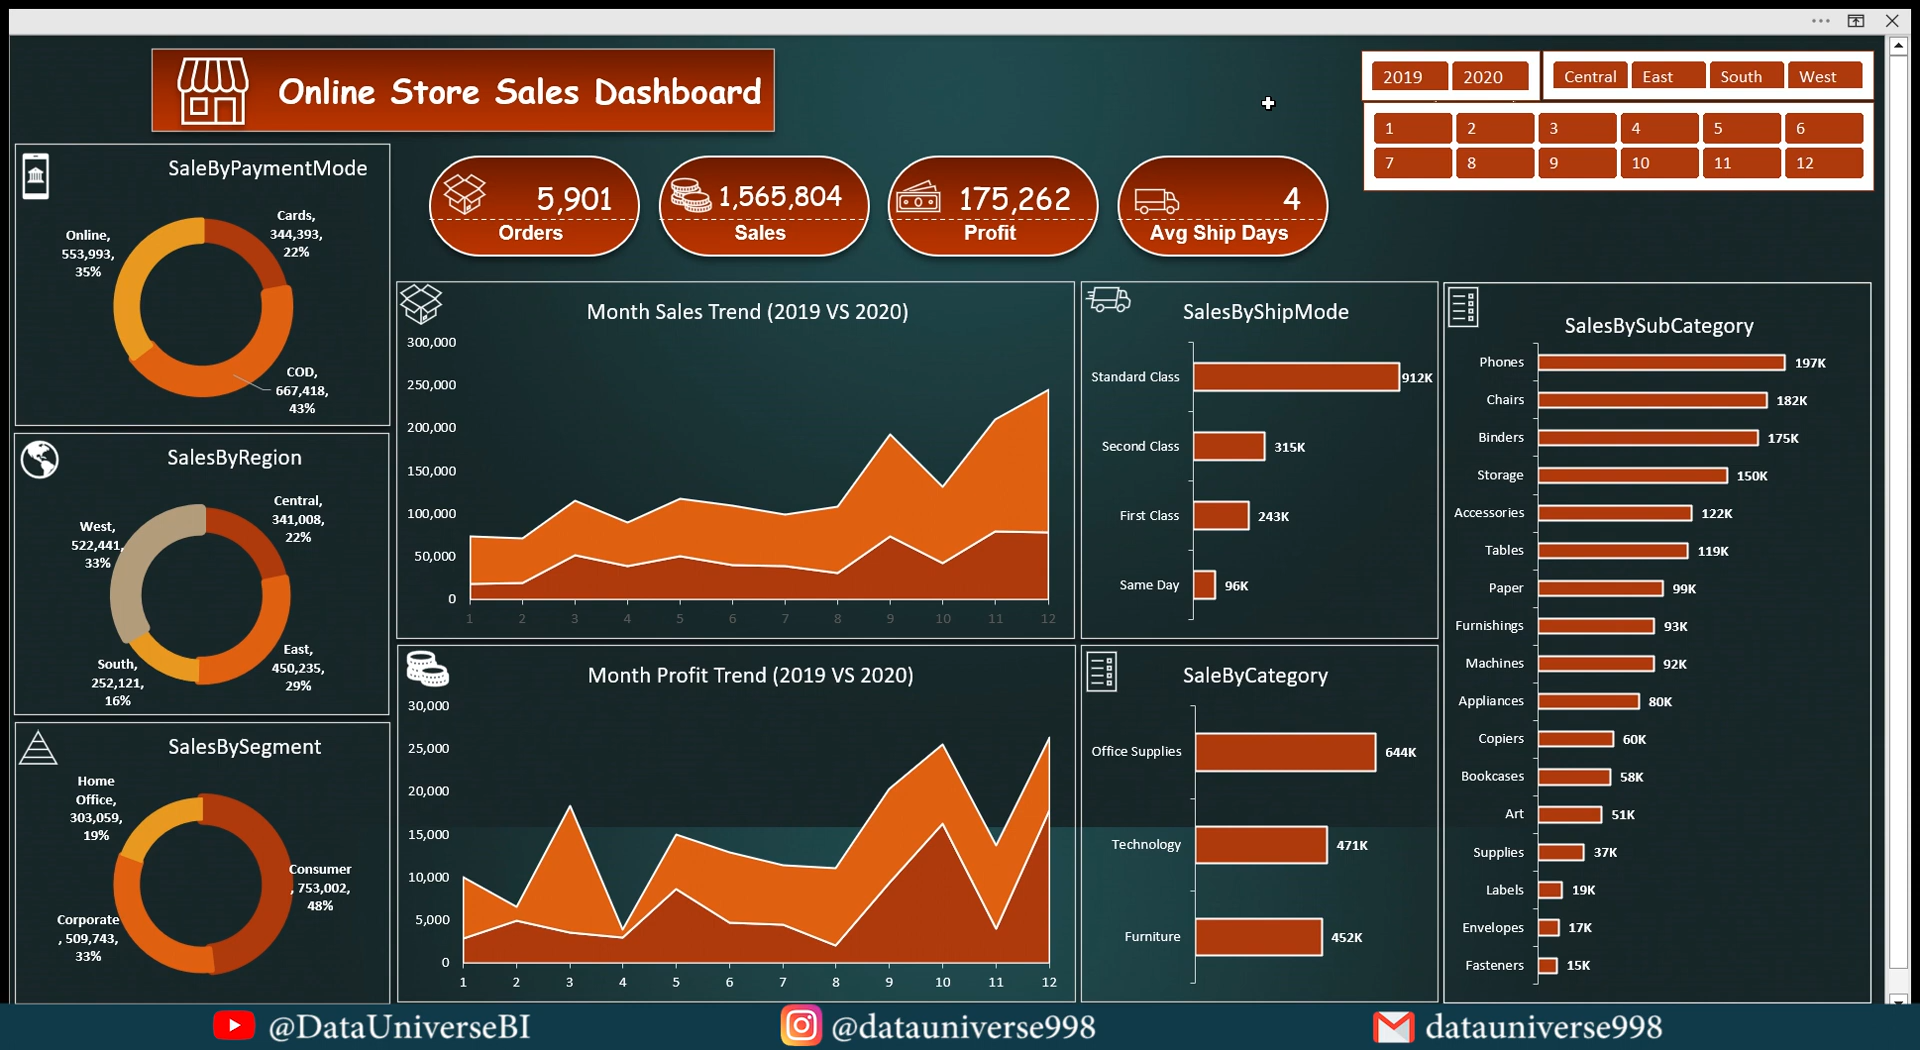 Online Store Sales Dashboard
2019 2020
Central East South West
1 2 3 4 5 6
7 8 9 10 11 12
5,901
Orders
1,565,804
Sales
175,262
Profit
4
Avg Ship Days
SaleByPaymentMode
Cards,
344,393,
22%
Online,
553,993,
35%
COD,
667,418,
43%
SalesByRegion
Central,
341,008,
22%
West,
522,441,
33%
East,
450,235,
29%
South,
252,121,
16%
SalesBySegment
Home
Office,
303,059,
19%
Consumer
, 753,002,
48%
Corporate
, 509,743,
33%
Month Sales Trend (2019 VS 2020)
300,000
250,000
200,000
150,000
100,000
50,000
0
1 2 3 4 5 6 7 8 9 10 11 12
Month Profit Trend (2019 VS 2020)
30,000
25,000
20,000
15,000
10,000
5,000
0
1 2 3 4 5 6 7 8 9 10 11 12
SalesByShipMode
Standard Class 912K
Second Class 315K
First Class 243K
Same Day 96K
SaleByCategory
Office Supplies 644K
Technology 471K
Furniture 452K
SalesBySubCategory
Phones 197K
Chairs 182K
Binders 175K
Storage 150K
Accessories 122K
Tables 119K
Paper 99K
Furnishings 93K
Machines 92K
Appliances 80K
Copiers 60K
Bookcases 58K
Art 51K
Supplies 37K
Labels 19K
Envelopes 17K
Fasteners 15K
@DataUniverseBI
@datauniverse998
datauniverse998